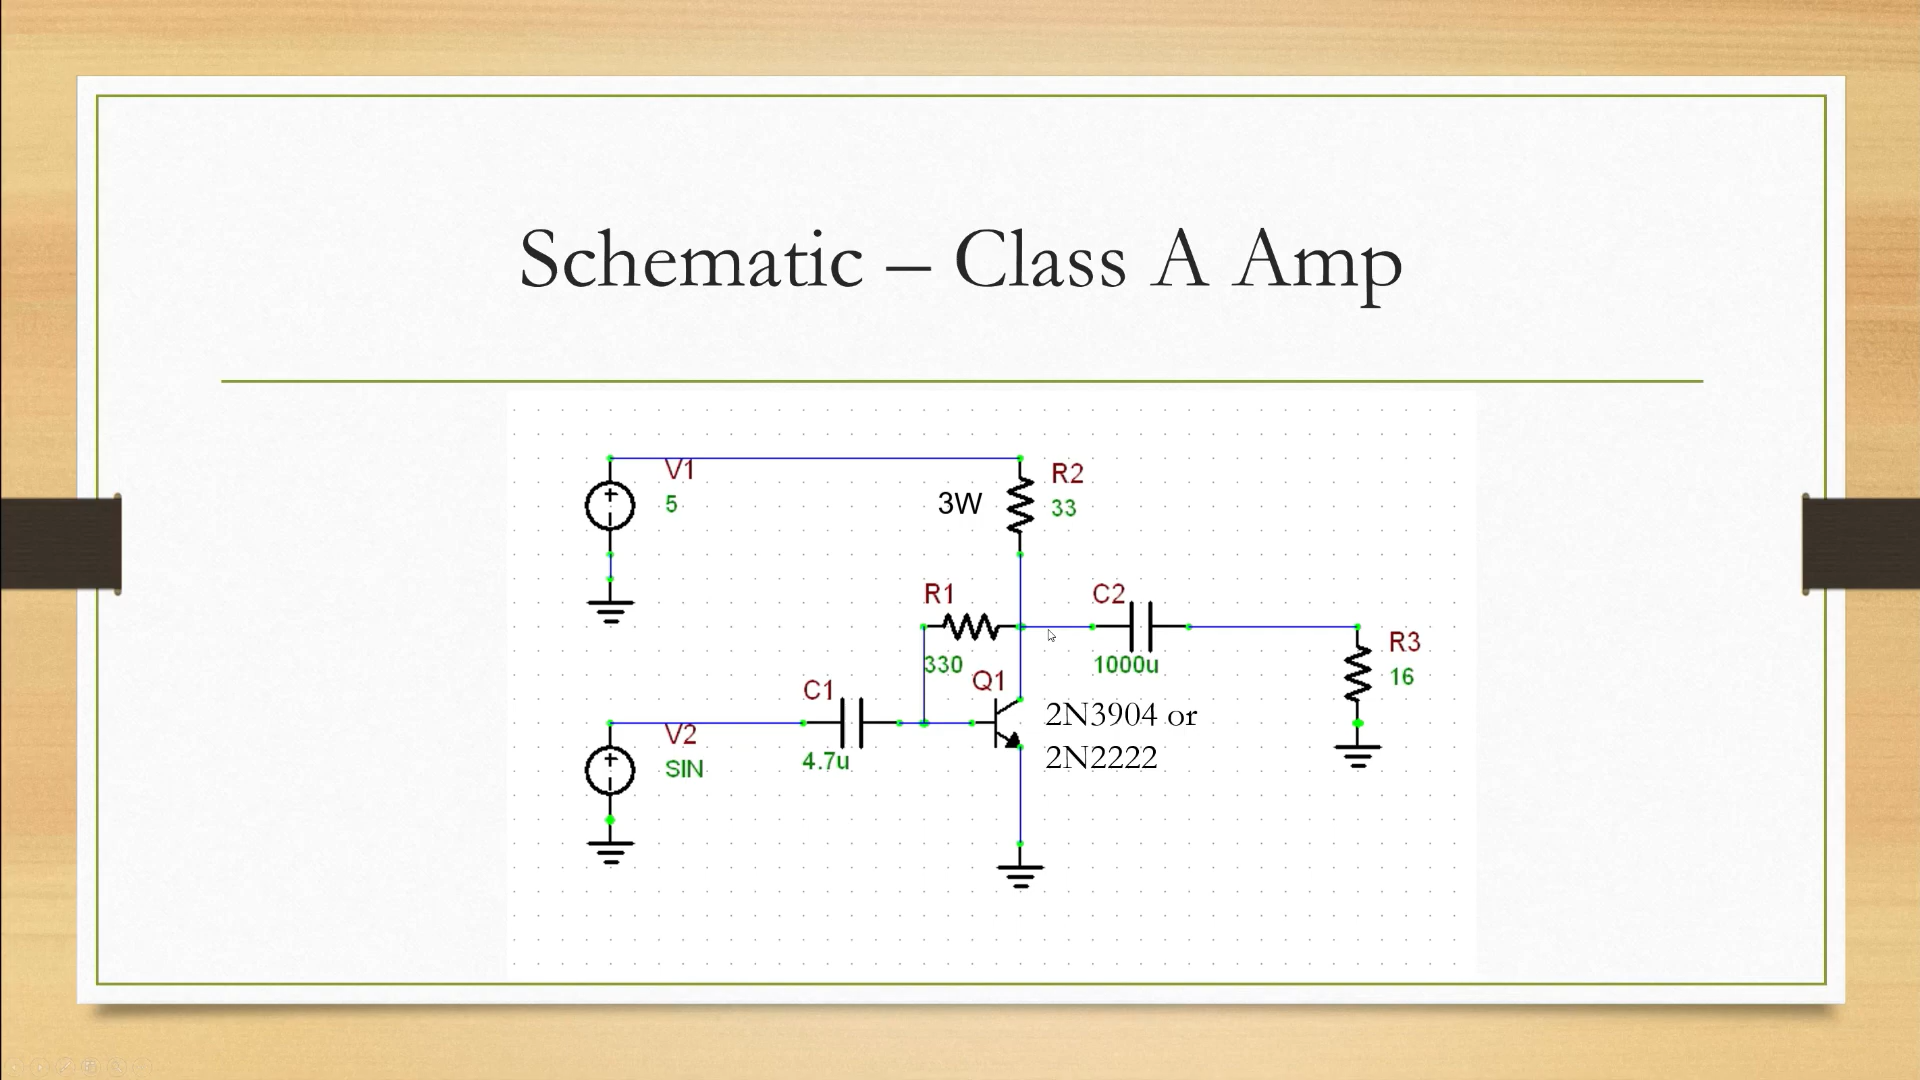 Schematic – Class A Amp
V1
5
3W
R2
33
R1
330
C2
1000u
R3
16
C1
4.7u
Q1
2N3904 or
2N2222
V2
SIN